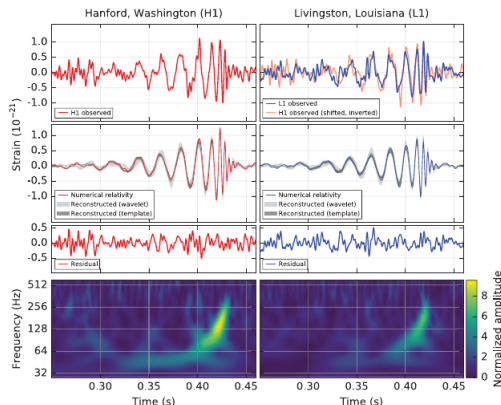 Hanford, Washington (H1)
Livingston, Louisiana (L1)
Strain (10⁻²¹)
1.0
0.5
0.0
-0.5
-1.0
H1 observed
L1 observed
H1 observed (shifted, inverted)
1.0
0.5
0.0
-0.5
-1.0
Numerical relativity
Reconstructed (wavelet)
Reconstructed (template)
Numerical relativity
Reconstructed (wavelet)
Reconstructed (template)
0.5
0.0
-0.5
Residual
Residual
Frequency (Hz)
512
256
128
64
32
Normalized amplitude
8
6
4
2
0
0.30
0.35
0.40
0.45
0.30
0.35
0.40
0.45
Time (s)
Time (s)